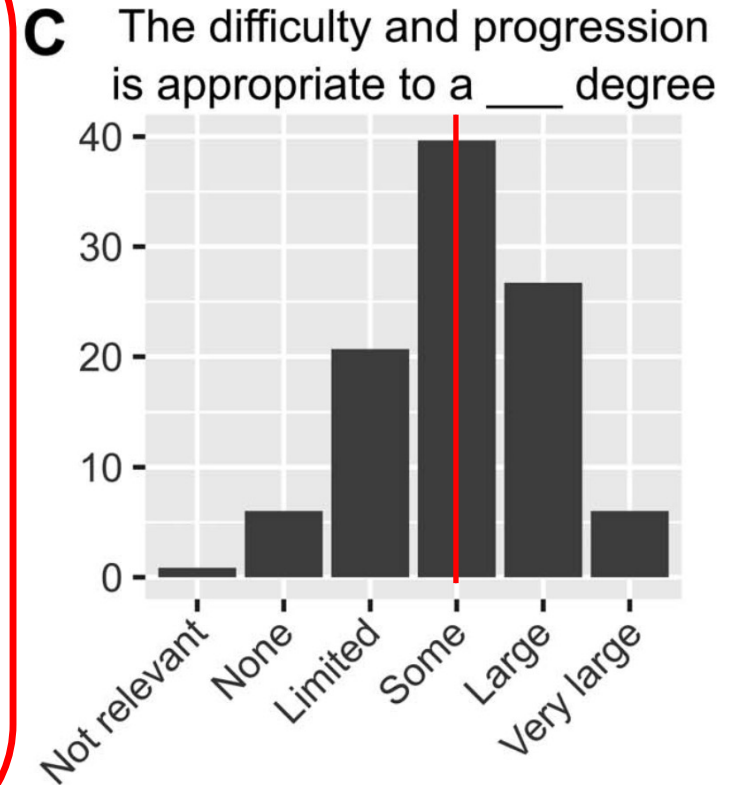 C
The difficulty and progression
is appropriate to a ___ degree
40
30
20
10
0
Not relevant
None
Limited
Some
Large
Very large